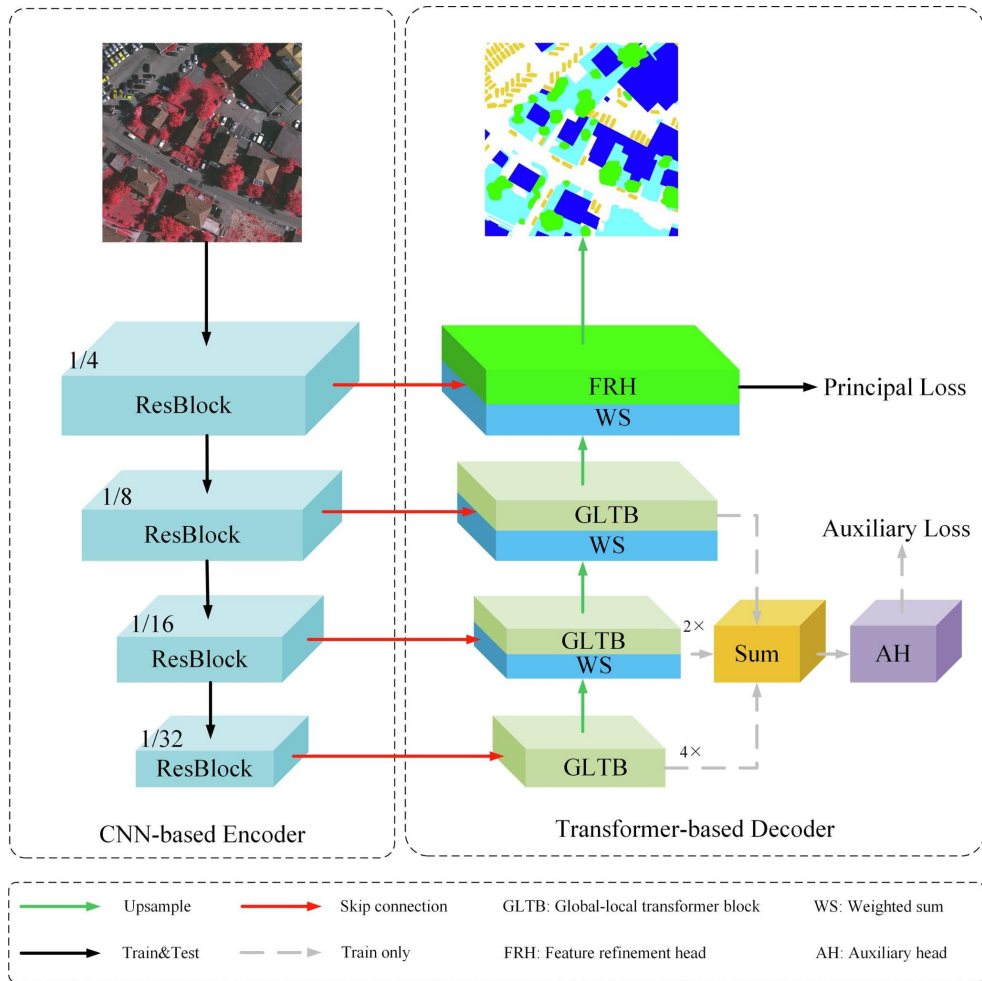 1/4
ResBlock
FRH
WS
Principal Loss
1/8
ResBlock
GLTB
WS
Auxiliary Loss
1/16
ResBlock
GLTB
WS
2×
Sum
AH
1/32
ResBlock
GLTB
4×
CNN-based Encoder
Transformer-based Decoder
Upsample
Skip connection
GLTB: Global-local transformer block
WS: Weighted sum
Train&Test
Train only
FRH: Feature refinement head
AH: Auxiliary head